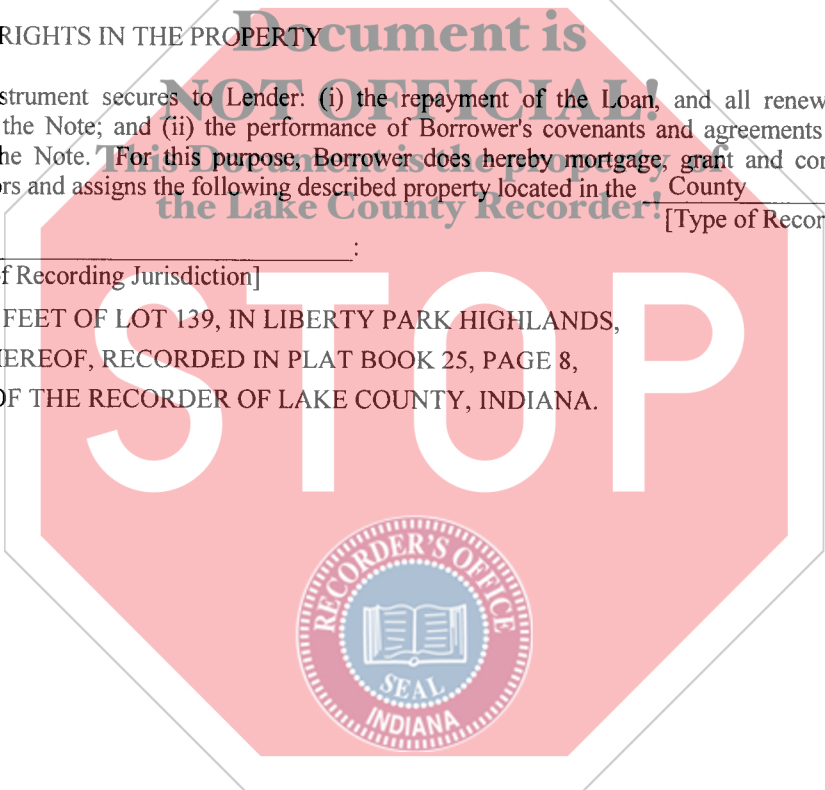 Document is
RIGHTS IN THE PROPERTY
NOT OFFICIAL!
strument secures to Lender: (i) the repayment of the Loan, and all renew
the Note; and (ii) the performance of Borrower's covenants and agreements
he Note. For this purpose, Borrower does hereby mortgage, grant and con
This Document is the property of
rs and assigns the following described property located in the County
the Lake County Recorder!
[Type of Recor
:
f Recording Jurisdiction]
FEET OF LOT 139, IN LIBERTY PARK HIGHLANDS,
EREOF, RECORDED IN PLAT BOOK 25, PAGE 8,
OF THE RECORDER OF LAKE COUNTY, INDIANA.
STOP
RECORDER'S OFFICE
SEAL
INDIANA